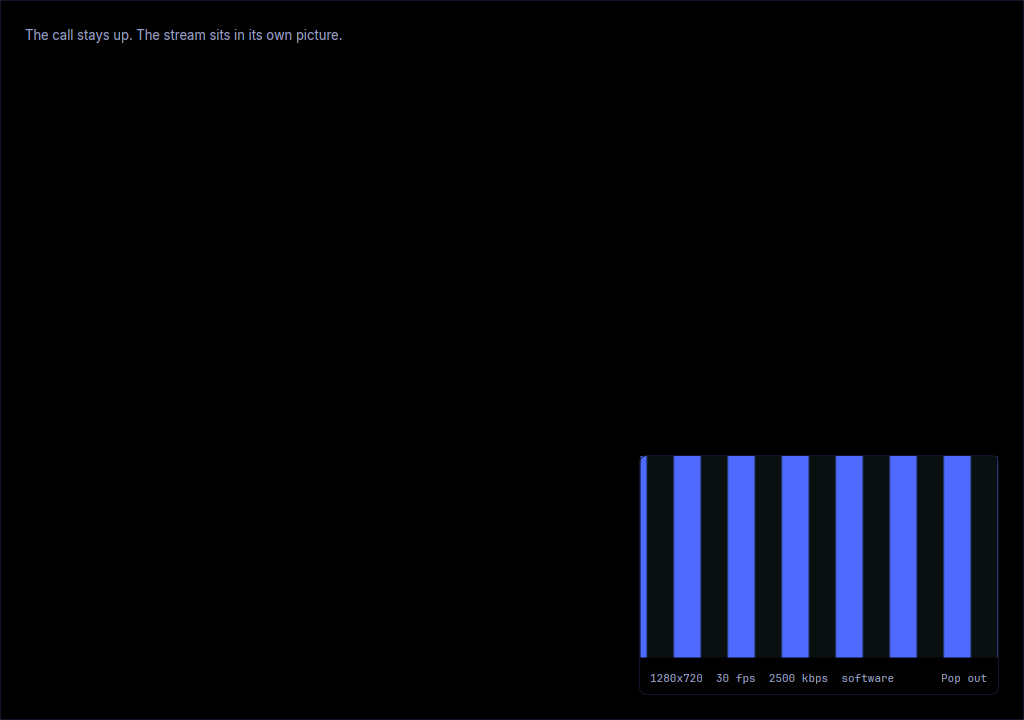 The call stays up. The stream sits in its own picture.
1280x720 30 fps 2500 kbps software Pop out